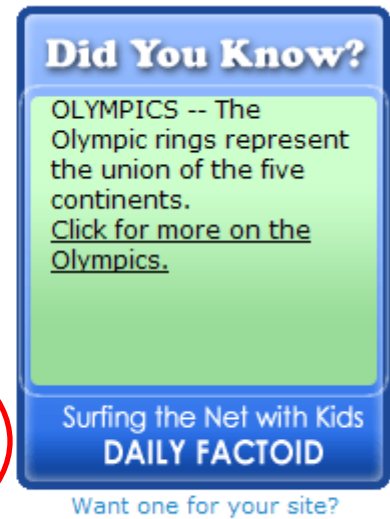 Did You Know?
OLYMPICS -- The
Olympic rings represent
the union of the five
continents.
Click for more on the
Olympics.
Surfing the Net with Kids
DAILY FACTOID
Want one for your site?